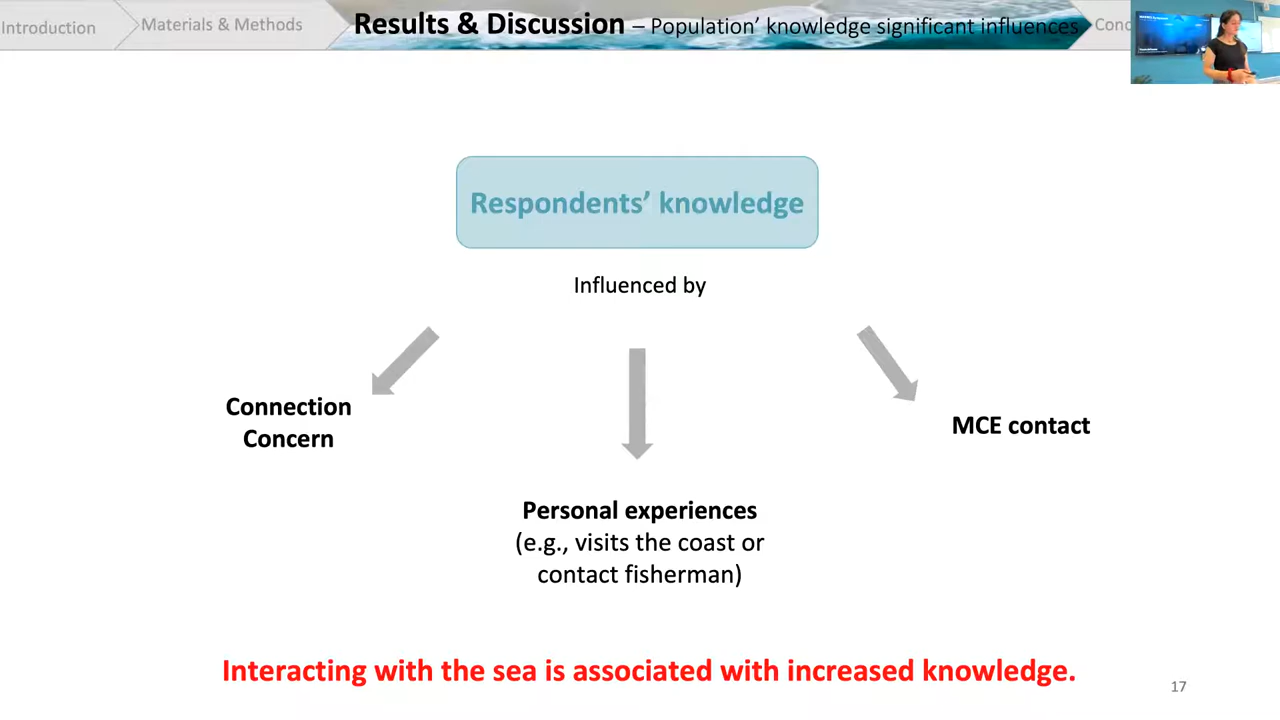 Introduction
Materials & Methods
Results & Discussion – Population’ knowledge significant influences
Respondents’ knowledge
Influenced by
Connection
Concern
MCE contact
Personal experiences
(e.g., visits the coast or
contact fisherman)
Interacting with the sea is associated with increased knowledge.
17